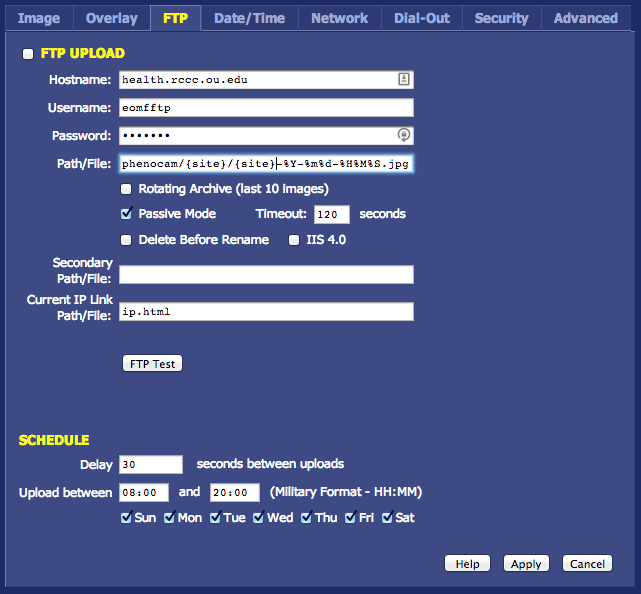 Image Overlay FTP Date/Time Network Dial-Out Security Advanced
FTP UPLOAD
Hostname: health.rccc.ou.edu
Username: eomfftp
Password: •••••••
Path/File: phenocam/{site}/{site}-%Y-%m%d-%H%M%S.jpg
Rotating Archive (last 10 images)
Passive Mode Timeout: 120 seconds
Delete Before Rename IIS 4.0
Secondary
Path/File:
Current IP Link
Path/File: ip.html
FTP Test
SCHEDULE
Delay 30 seconds between uploads
Upload between 08:00 and 20:00 (Military Format - HH:MM)
Sun Mon Tue Wed Thu Fri Sat
Help Apply Cancel